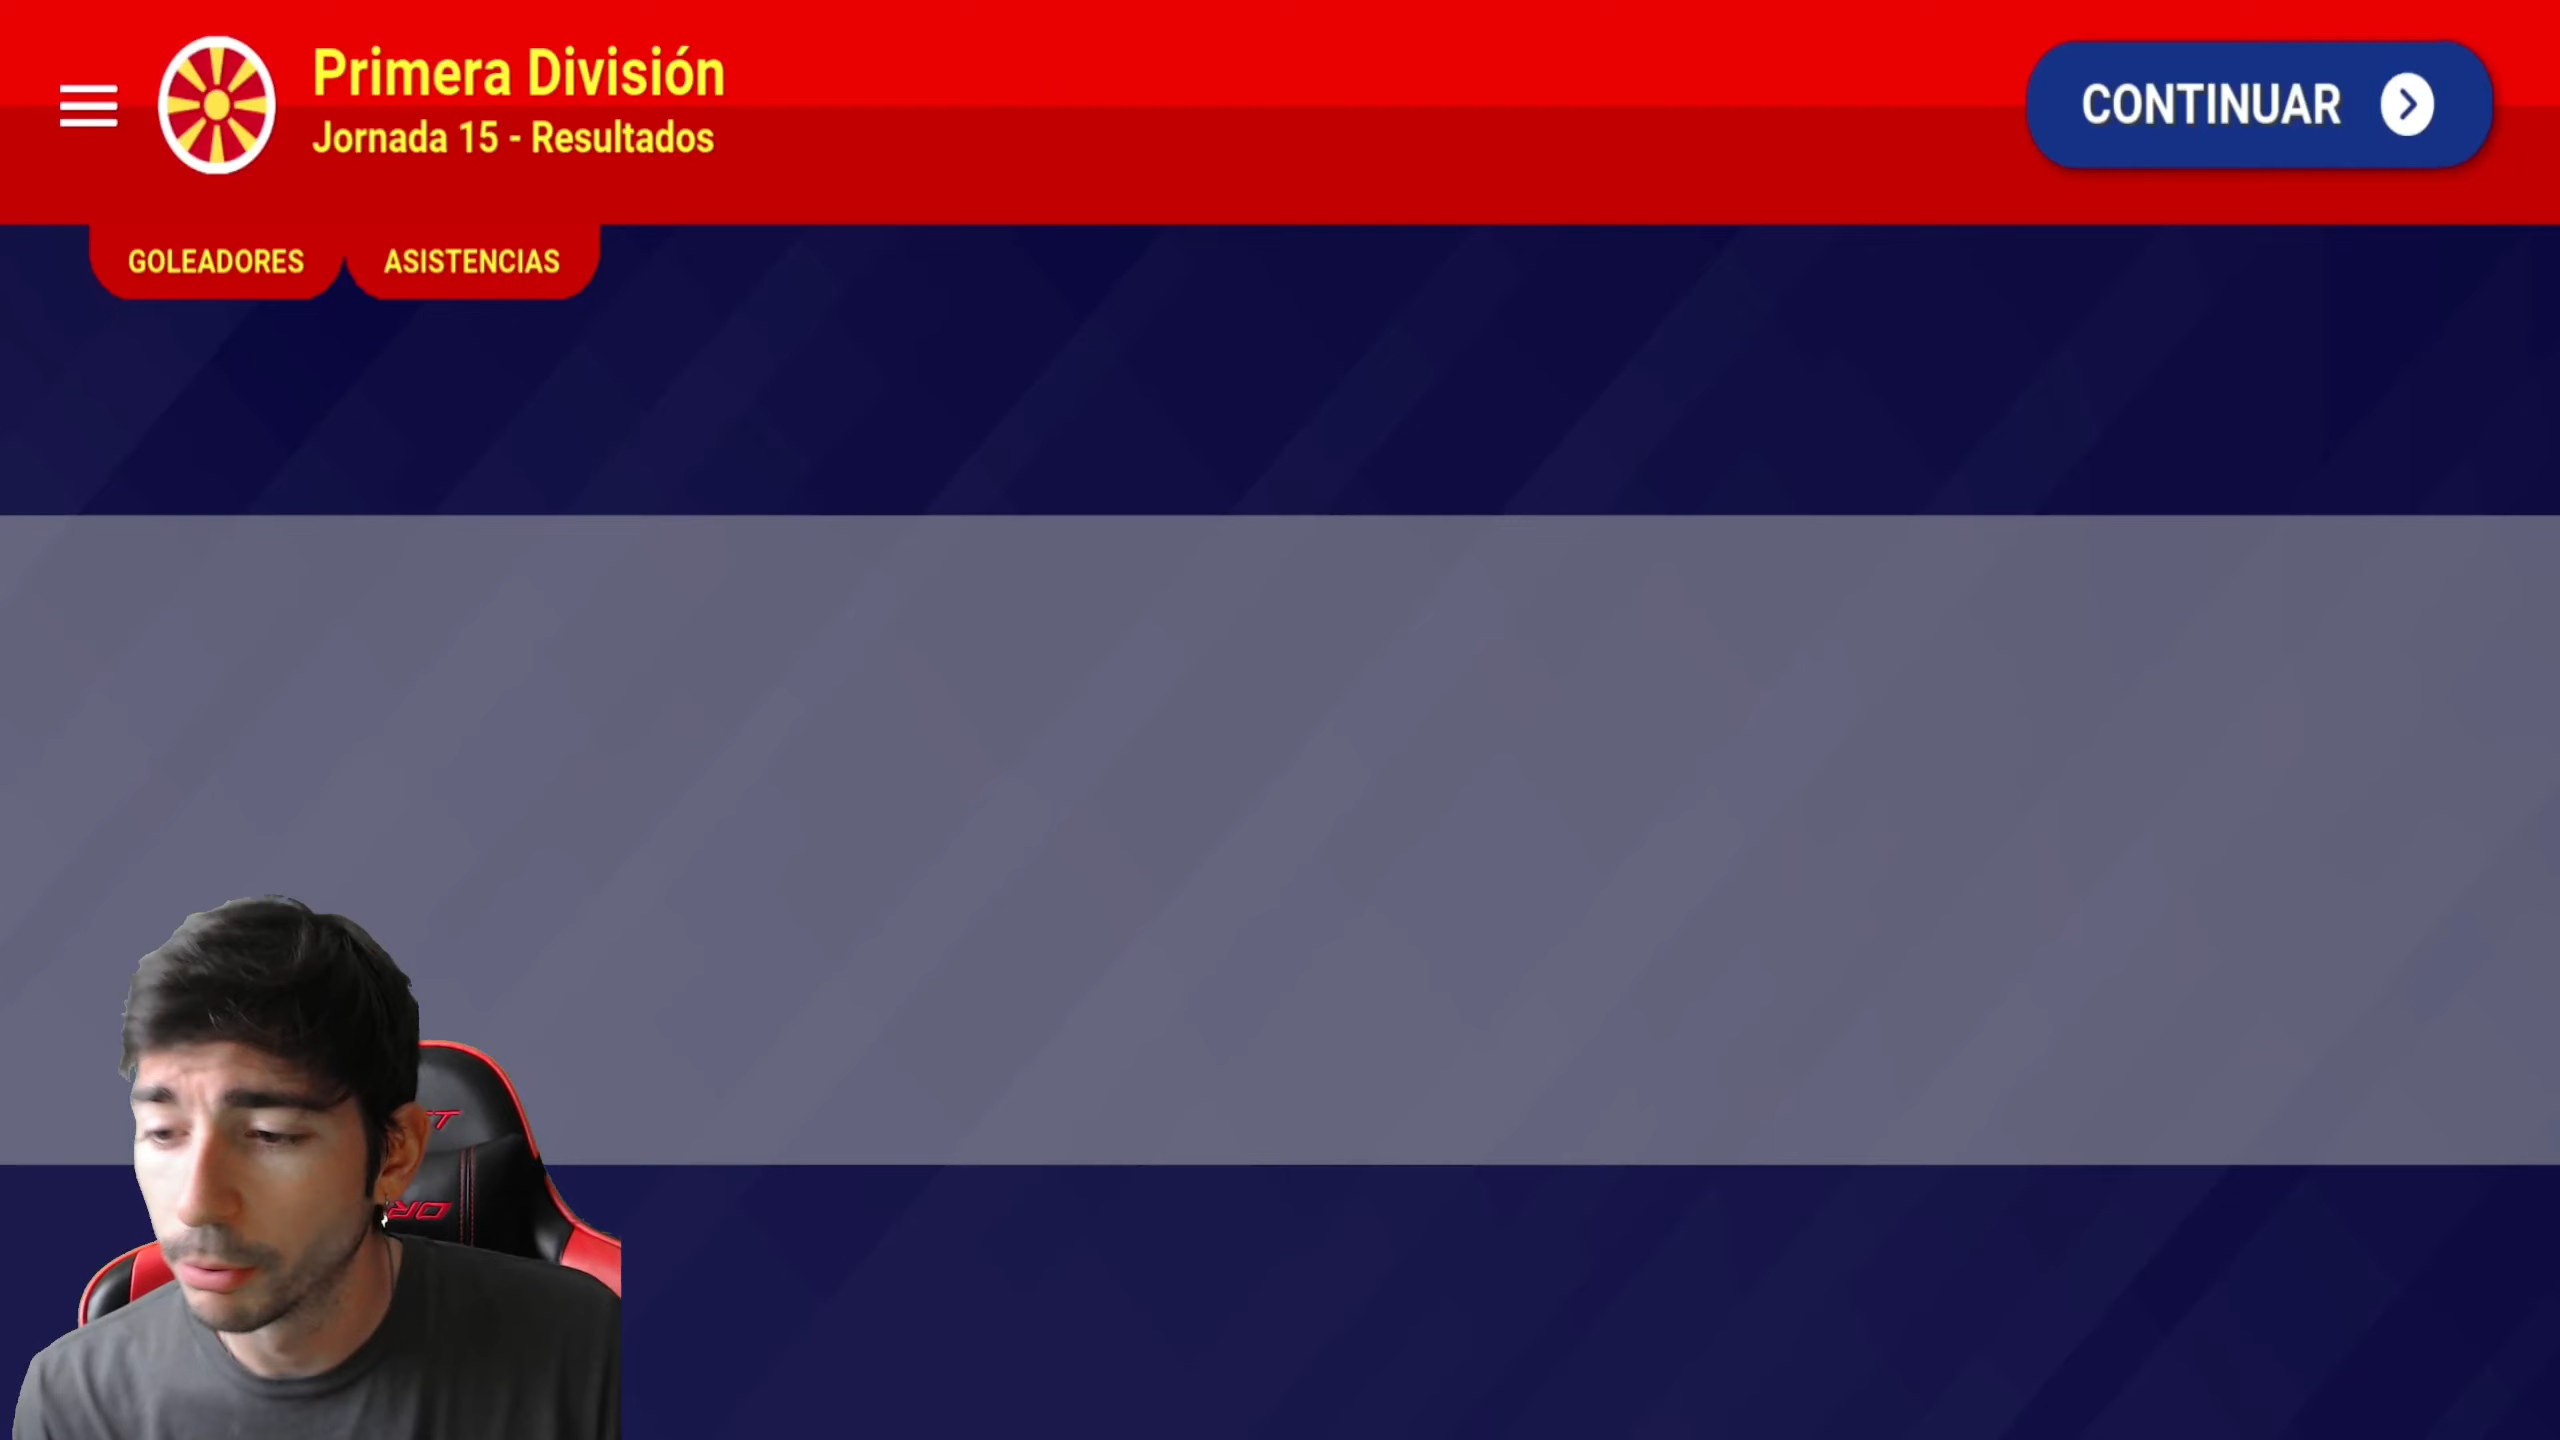 Primera División
Jornada 15 - Resultados
CONTINUAR
GOLEADORES
ASISTENCIAS